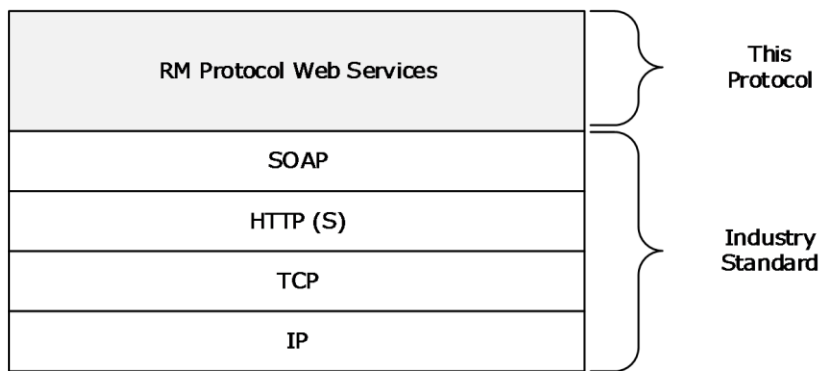 RM Protocol Web Services
This
Protocol
SOAP
HTTP (S)
TCP
IP
Industry
Standard